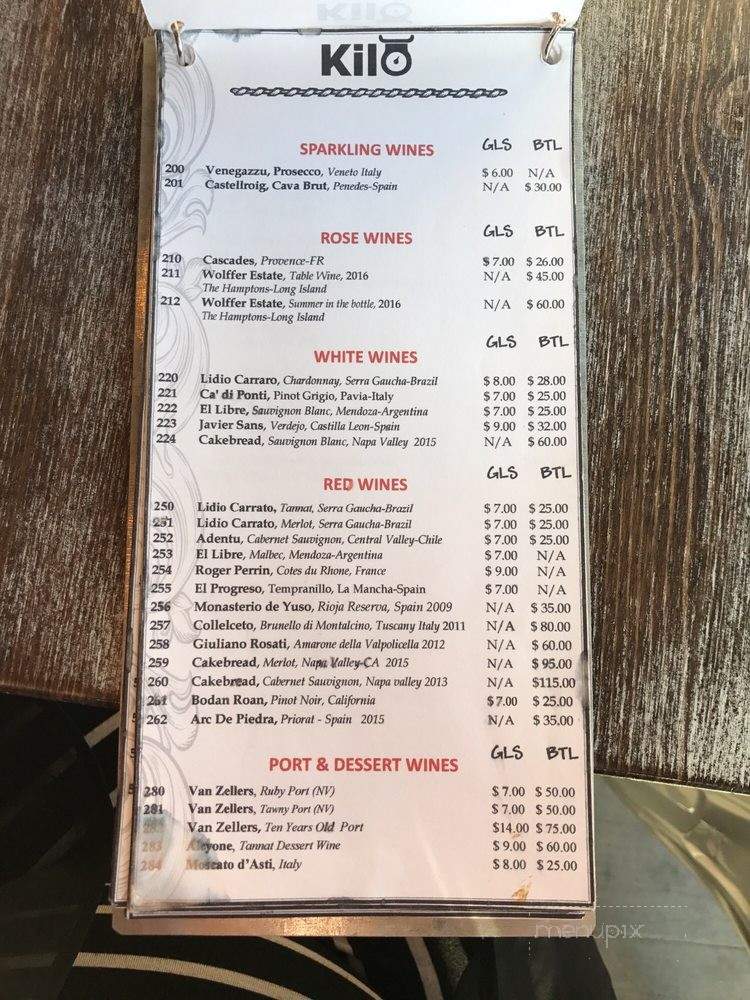 Kilo
SPARKLING WINES GLS BTL
200 Venegazzu, Prosecco, Veneto Italy $ 6.00 N/A
201 Castellroig, Cava Brut, Penedes-Spain N/A $ 30.00
ROSE WINES GLS BTL
210 Cascades, Provence-FR $ 7.00 $ 26.00
211 Wolffer Estate, Table Wine, 2016 N/A $ 45.00
The Hamptons-Long Island
212 Wolffer Estate, Summer in the bottle, 2016 N/A $ 60.00
The Hamptons-Long Island
WHITE WINES GLS BTL
220 Lidio Carraro, Chardonnay, Serra Gaucha-Brazil $ 8.00 $ 28.00
221 Ca' di Ponti, Pinot Grigio, Pavia-Italy $ 7.00 $ 25.00
222 El Libre, Sauvignon Blanc, Mendoza-Argentina $ 7.00 $ 25.00
223 Javier Sans, Verdejo, Castilla Leon-Spain $ 9.00 $ 32.00
224 Cakebread, Sauvignon Blanc, Napa Valley 2015 N/A $ 60.00
RED WINES GLS BTL
250 Lidio Carrato, Tannat, Serra Gaucha-Brazil $ 7.00 $ 25.00
251 Lidio Carrato, Merlot, Serra Gaucha-Brazil $ 7.00 $ 25.00
252 Adentu, Cabernet Sauvignon, Central Valley-Chile $ 7.00 $ 25.00
253 El Libre, Malbec, Mendoza-Argentina $ 7.00 N/A
254 Roger Perrin, Cotes du Rhone, France $ 9.00 N/A
255 El Progreso, Tempranillo, La Mancha-Spain $ 7.00 N/A
256 Monasterio de Yuso, Rioja Reserva, Spain 2009 N/A $ 35.00
257 Collelceto, Brunello di Montalcino, Tuscany Italy 2011 N/A $ 80.00
258 Giuliano Rosati, Amarone della Valpolicella 2012 N/A $ 60.00
259 Cakebread, Merlot, Napa Valley-CA 2015 N/A $ 95.00
260 Cakebread, Cabernet Sauvignon, Napa valley 2013 N/A $115.00
261 Bodan Roan, Pinot Noir, California $ 7.00 $ 25.00
262 Arc De Piedra, Priorat - Spain 2015 N/A $ 35.00
PORT & DESSERT WINES GLS BTL
280 Van Zellers, Ruby Port (NV) $ 7.00 $ 50.00
281 Van Zellers, Tawny Port (NV) $ 7.00 $ 50.00
Van Zellers, Ten Years Old Port $14.00 $ 75.00
283 Alcyone, Tannat Dessert Wine $ 9.00 $ 60.00
284 Moscato d'Asti, Italy $ 8.00 $ 25.00
menupix